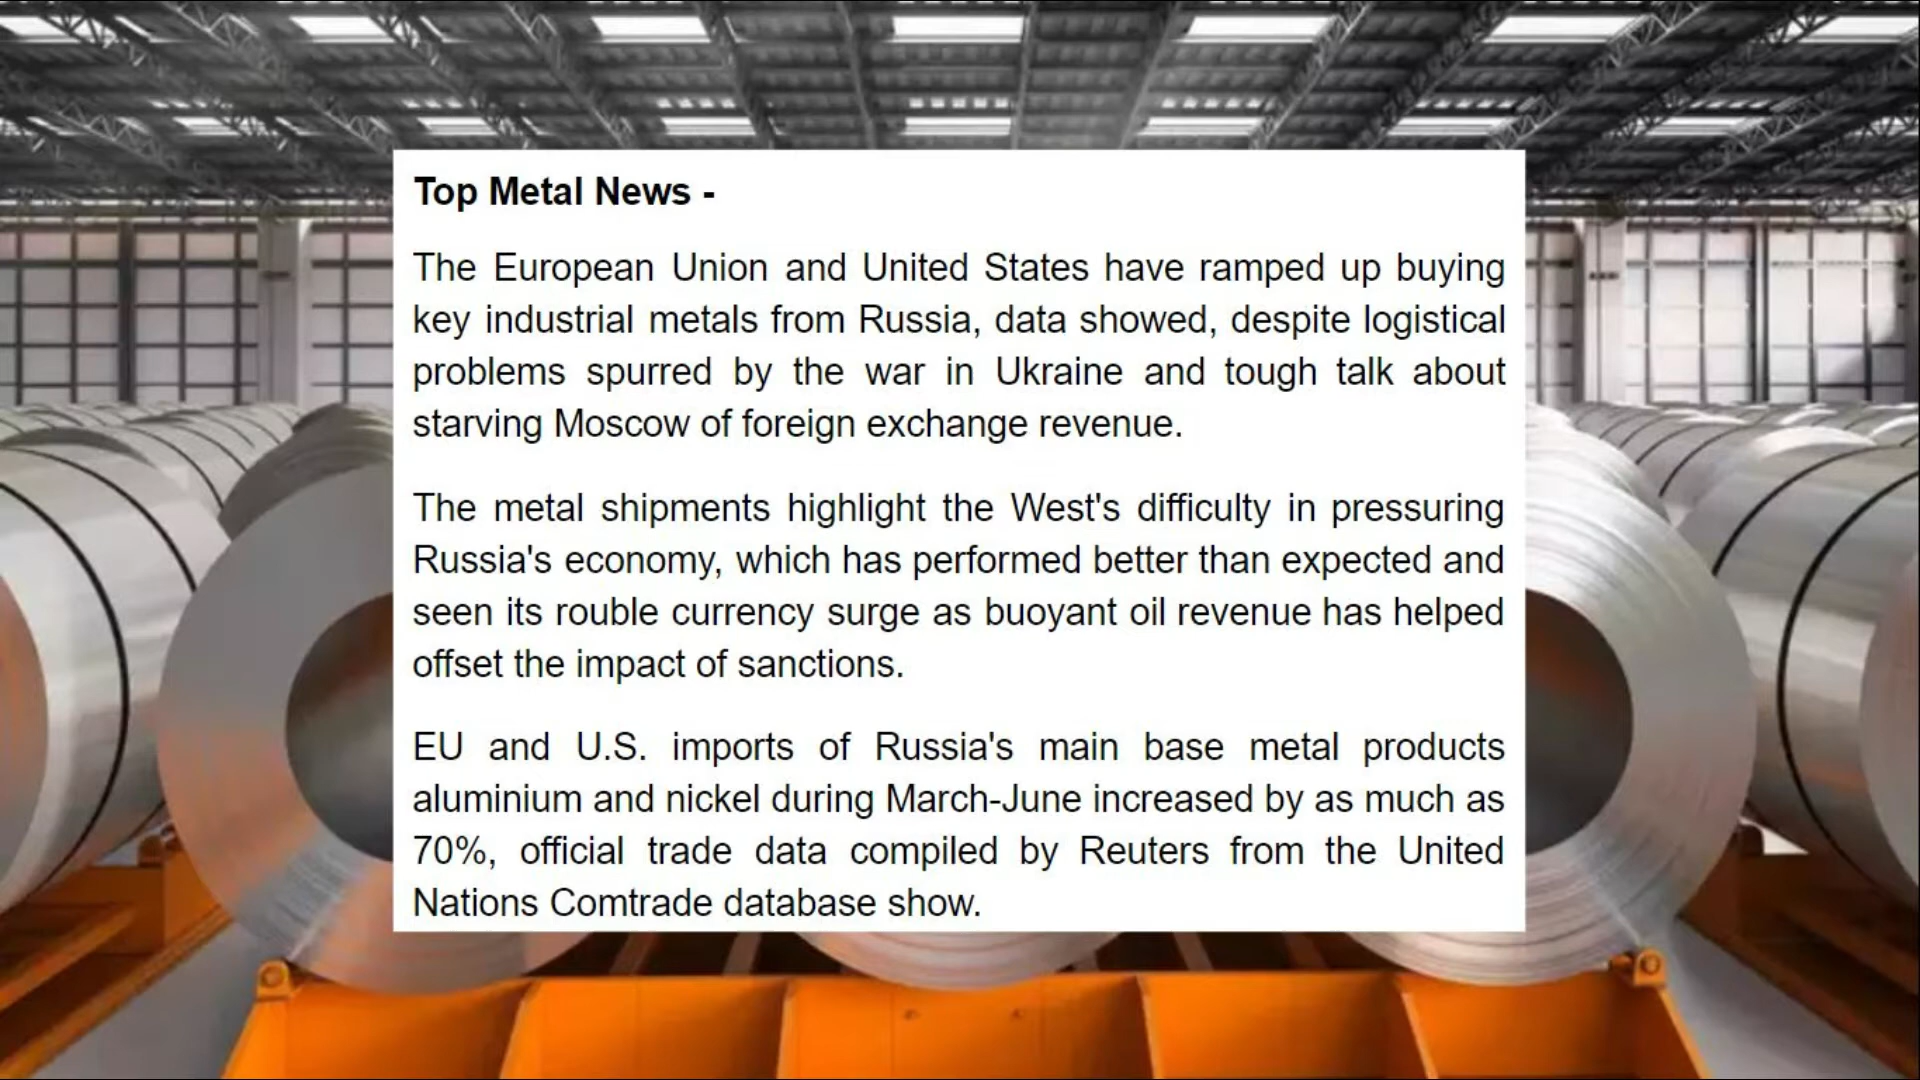 Top Metal News -
The European Union and United States have ramped up buying
key industrial metals from Russia, data showed, despite logistical
problems spurred by the war in Ukraine and tough talk about
starving Moscow of foreign exchange revenue.
The metal shipments highlight the West's difficulty in pressuring
Russia's economy, which has performed better than expected and
seen its rouble currency surge as buoyant oil revenue has helped
offset the impact of sanctions.
EU and U.S. imports of Russia's main base metal products
aluminium and nickel during March-June increased by as much as
70%, official trade data compiled by Reuters from the United
Nations Comtrade database show.